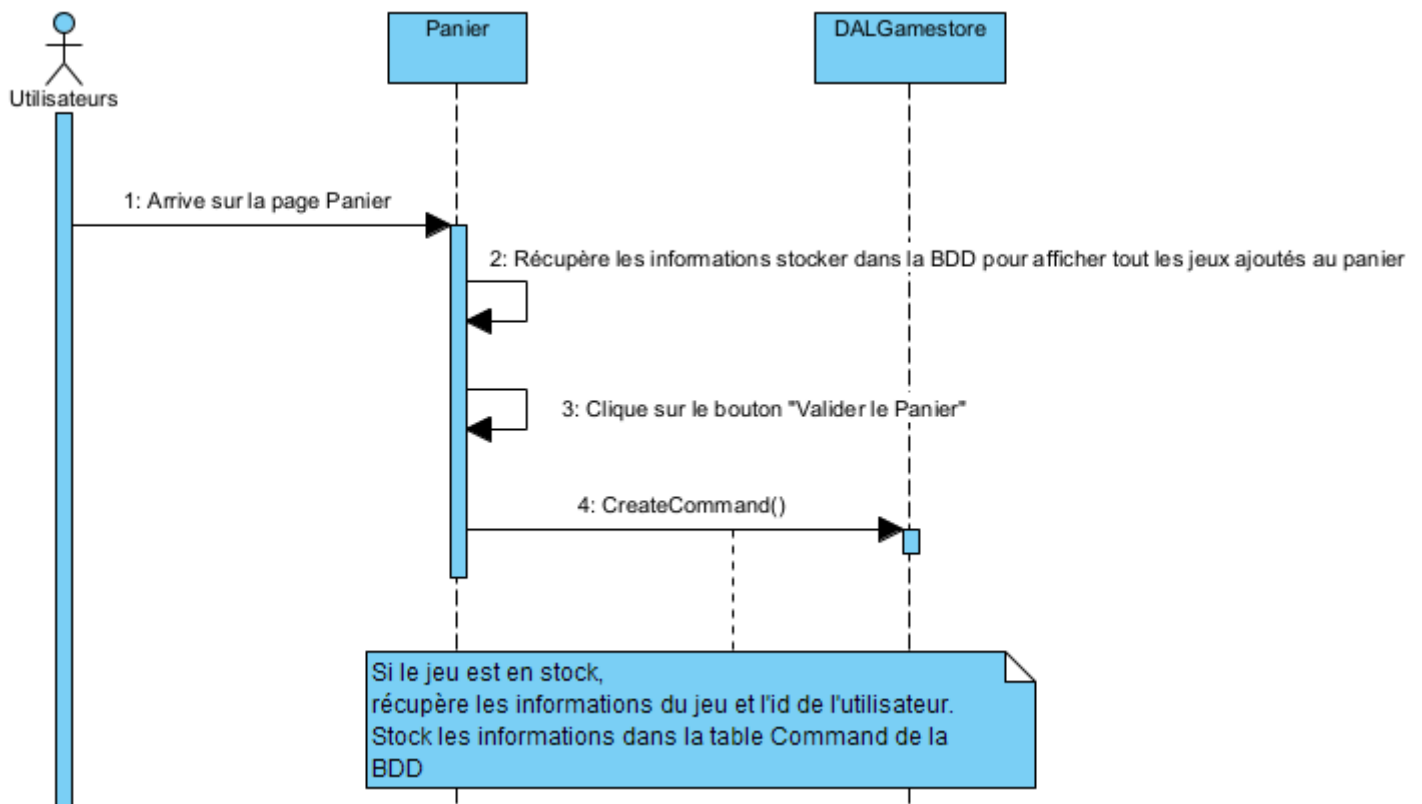 Panier
DALGamestore
Utilisateurs
1: Arrive sur la page Panier
2: Récupère les informations stocker dans la BDD pour afficher tout les jeux ajoutés au panier
3: Clique sur le bouton "Valider le Panier"
4: CreateCommand()
Si le jeu est en stock,
récupère les informations du jeu et l'id de l'utilisateur.
Stock les informations dans la table Command de la
BDD